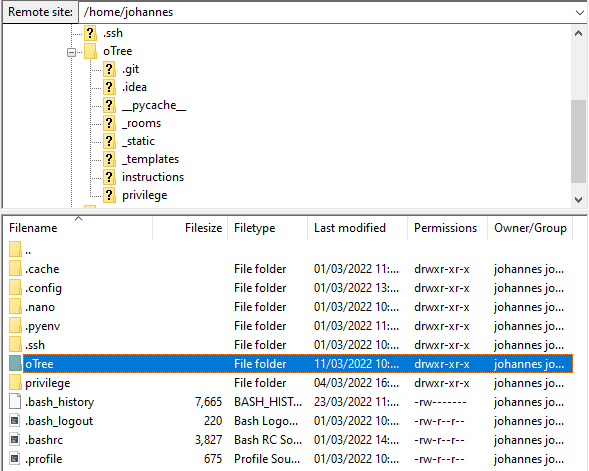 Remote site: /home/johannes
.ssh
oTree
.git
.idea
__pycache__
_rooms
_static
_templates
instructions
privilege
Filename Filesize Filetype Last modified Permissions Owner/Group
..
.cache File folder 01/03/2022 11:... drwxr-xr-x johannes jo...
.config File folder 01/03/2022 13:... drwxr-xr-x johannes jo...
.nano File folder 01/03/2022 10:... drwxr-xr-x johannes jo...
.pyenv File folder 01/03/2022 11:... drwxr-xr-x johannes jo...
.ssh File folder 01/03/2022 10:... drwxr-xr-x johannes jo...
oTree File folder 11/03/2022 10:... drwxr-xr-x johannes jo...
privilege File folder 04/03/2022 16:... drwxr-xr-x johannes jo...
.bash_history 7,665 BASH_HIST... 23/03/2022 11:... -rw------- johannes jo...
.bash_logout 220 Bash Logo... 01/03/2022 10:... -rw-r--r-- johannes jo...
.bashrc 3,827 Bash RC So... 01/03/2022 14:... -rw-r--r-- johannes jo...
.profile 675 Profile Sou... 01/03/2022 10:... -rw-r--r-- johannes jo...